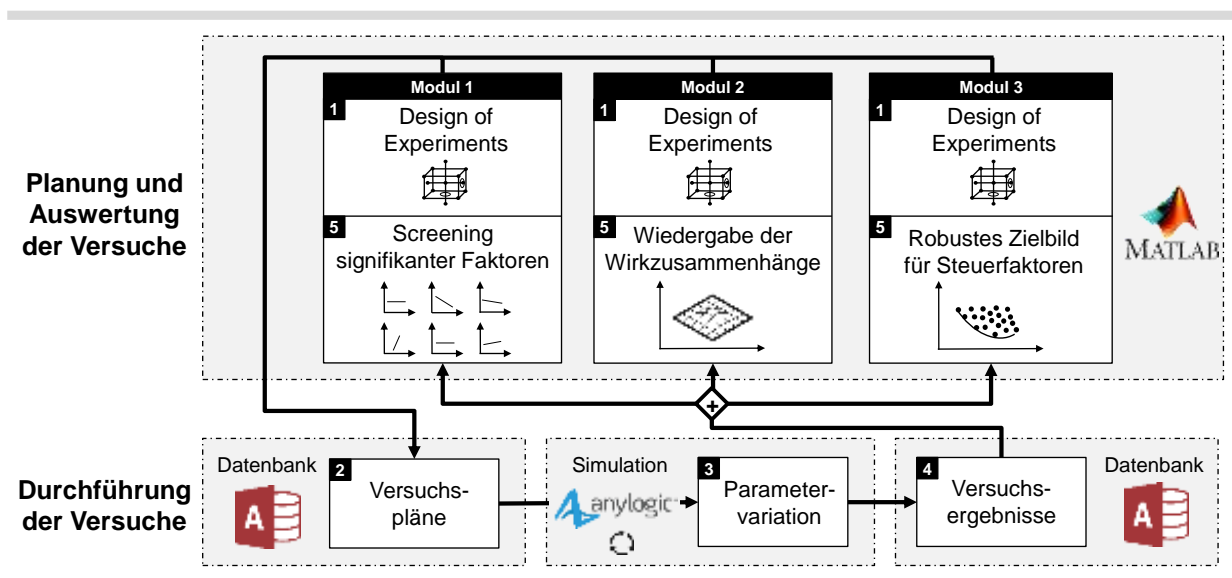 Modul 1
1
Design of
Experiments
5
Screening
signifikanter Faktoren
Modul 2
1
Design of
Experiments
5
Wiedergabe der
Wirkzusammenhänge
Modul 3
1
Design of
Experiments
5
Robustes Zielbild
für Steuerfaktoren
Planung und
Auswertung
der Versuche
MATLAB
+
Durchführung
der Versuche
Datenbank
A
2
Versuchs-
pläne
Simulation
anylogic
3
Parameter-
variation
4
Versuchs-
ergebnisse
Datenbank
A